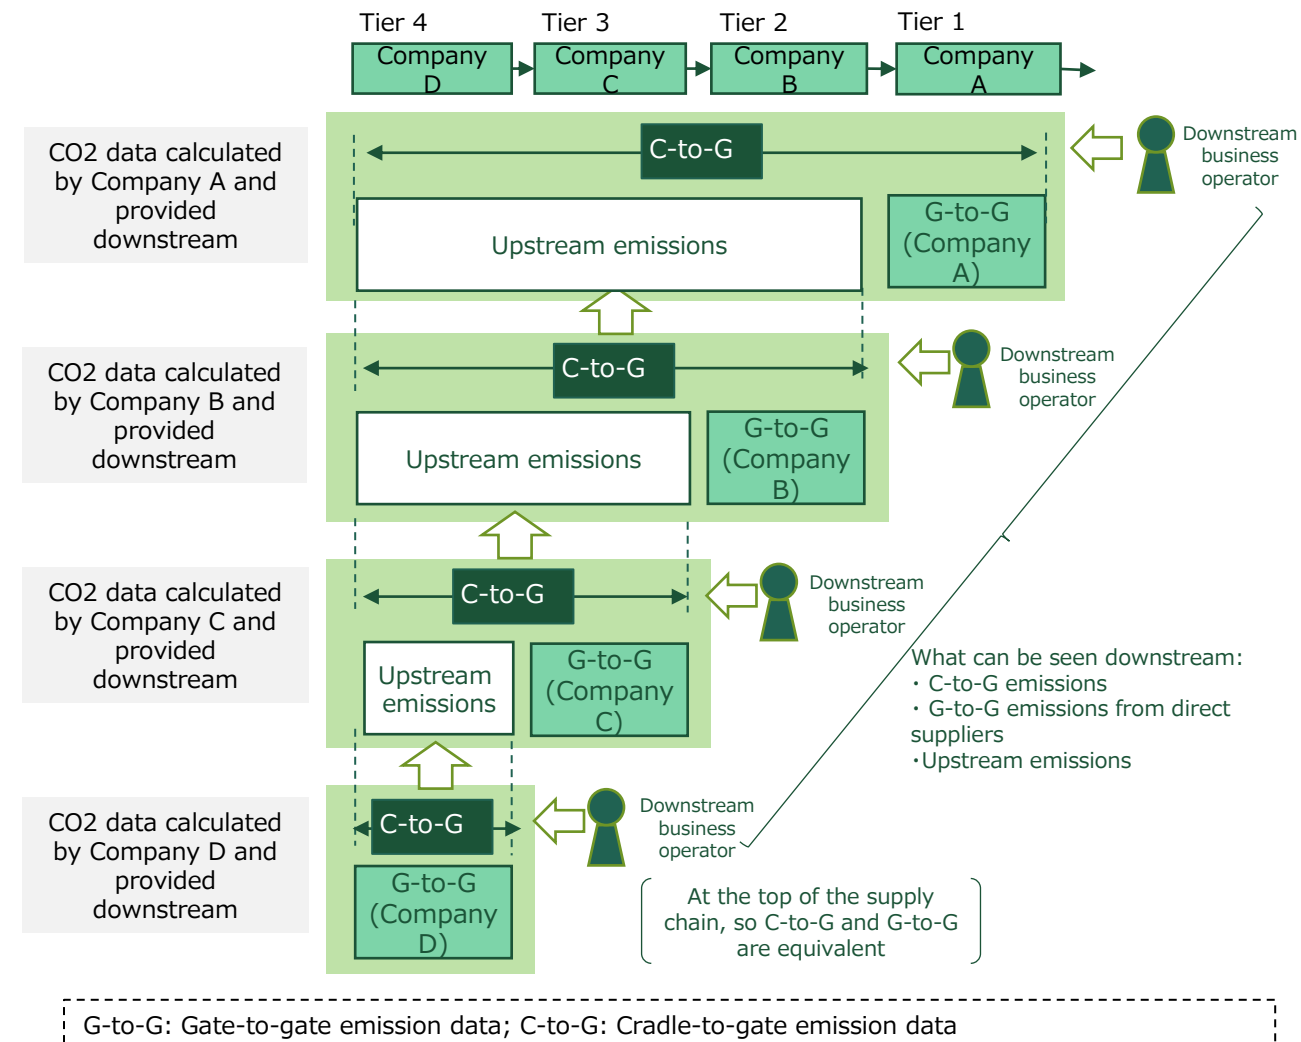 Tier 4
Tier 3
Tier 2
Tier 1
Company
D
Company
C
Company
B
Company
A
CO2 data calculated
by Company A and
provided
downstream
C-to-G
Upstream emissions
G-to-G
(Company
A)
Downstream
business
operator
CO2 data calculated
by Company B and
provided
downstream
C-to-G
Upstream emissions
G-to-G
(Company
B)
Downstream
business
operator
CO2 data calculated
by Company C and
provided
downstream
C-to-G
Upstream
emissions
G-to-G
(Company
C)
Downstream
business
operator
What can be seen downstream:
・C-to-G emissions
・G-to-G emissions from direct
suppliers
・Upstream emissions
CO2 data calculated
by Company D and
provided
downstream
C-to-G
G-to-G
(Company
D)
Downstream
business
operator
At the top of the supply
chain, so C-to-G and G-to-G
are equivalent
G-to-G: Gate-to-gate emission data; C-to-G: Cradle-to-gate emission data